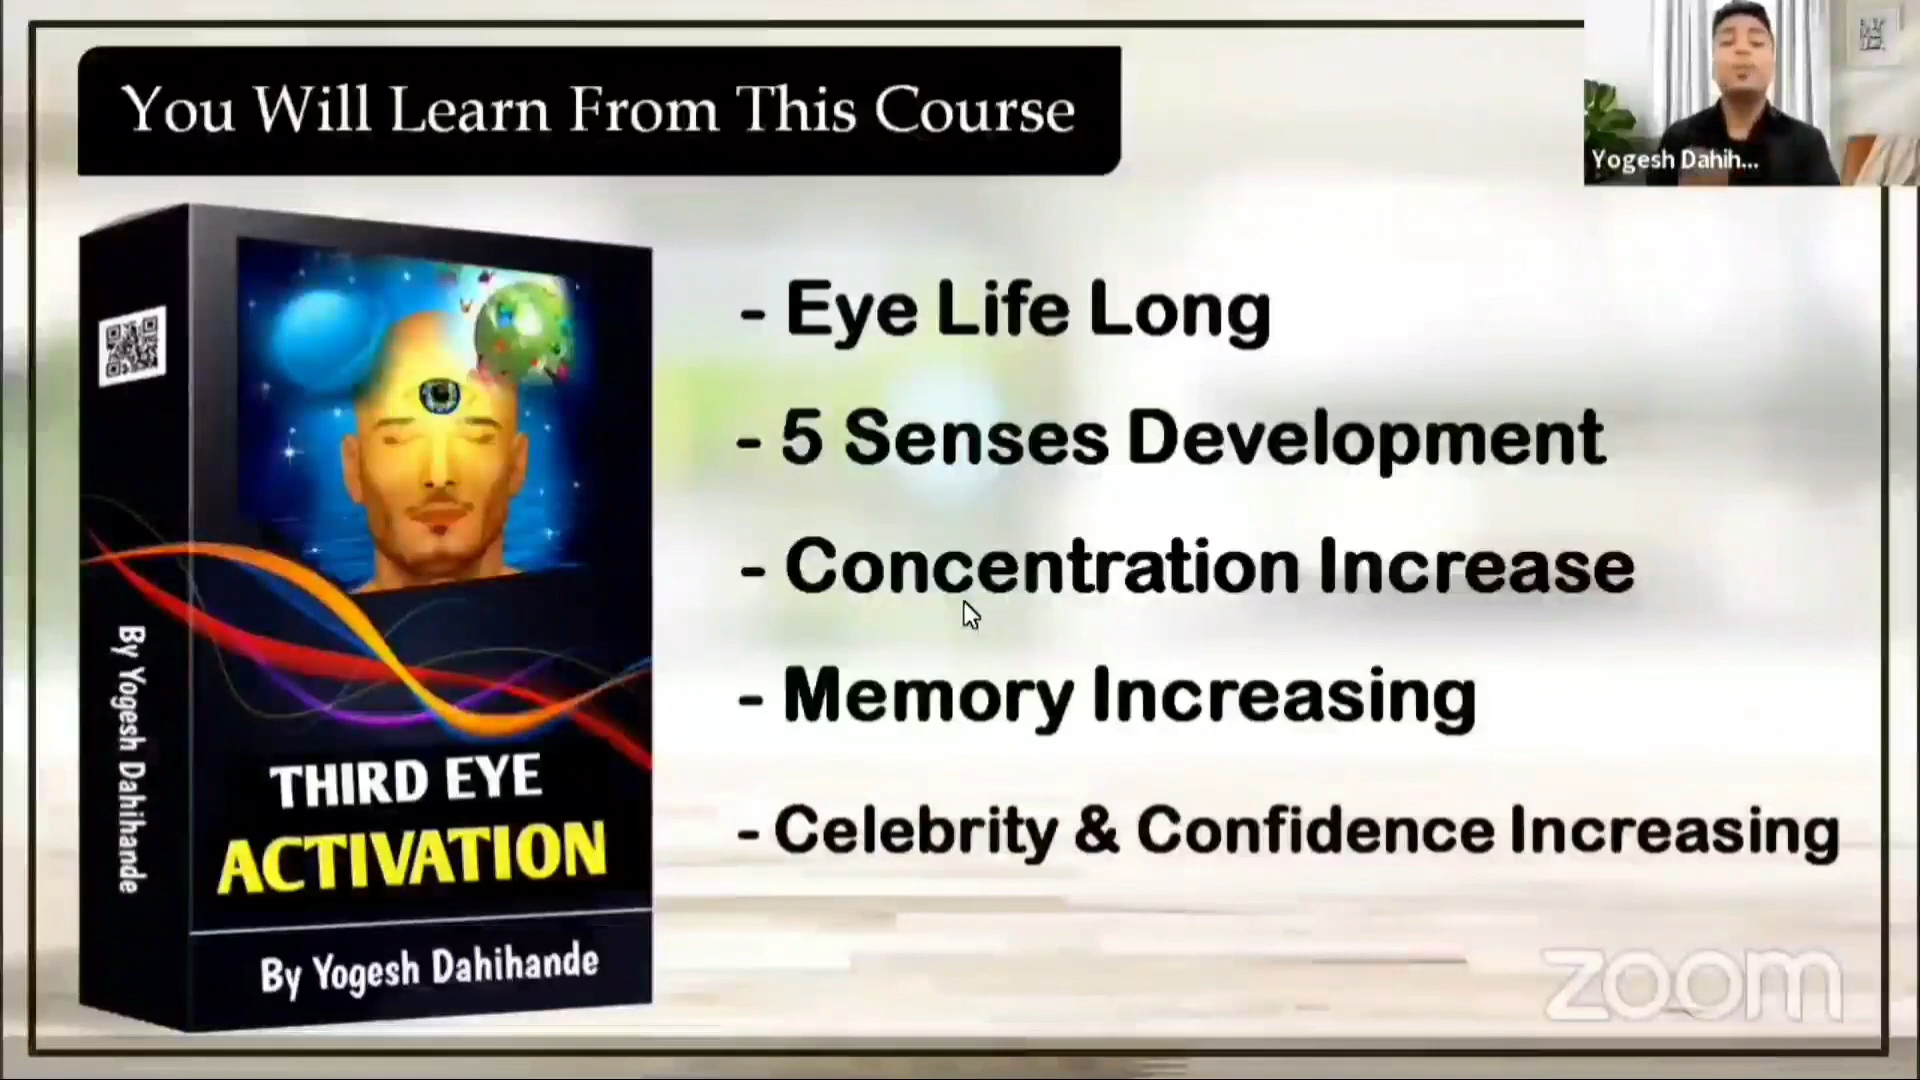 You Will Learn From This Course
Yogesh Dahih...
- Eye Life Long
- 5 Senses Development
- Concentration Increase
- Memory Increasing
- Celebrity & Confidence Increasing
By Yogesh Dahihande
THIRD EYE
ACTIVATION
By Yogesh Dahihande
zoom